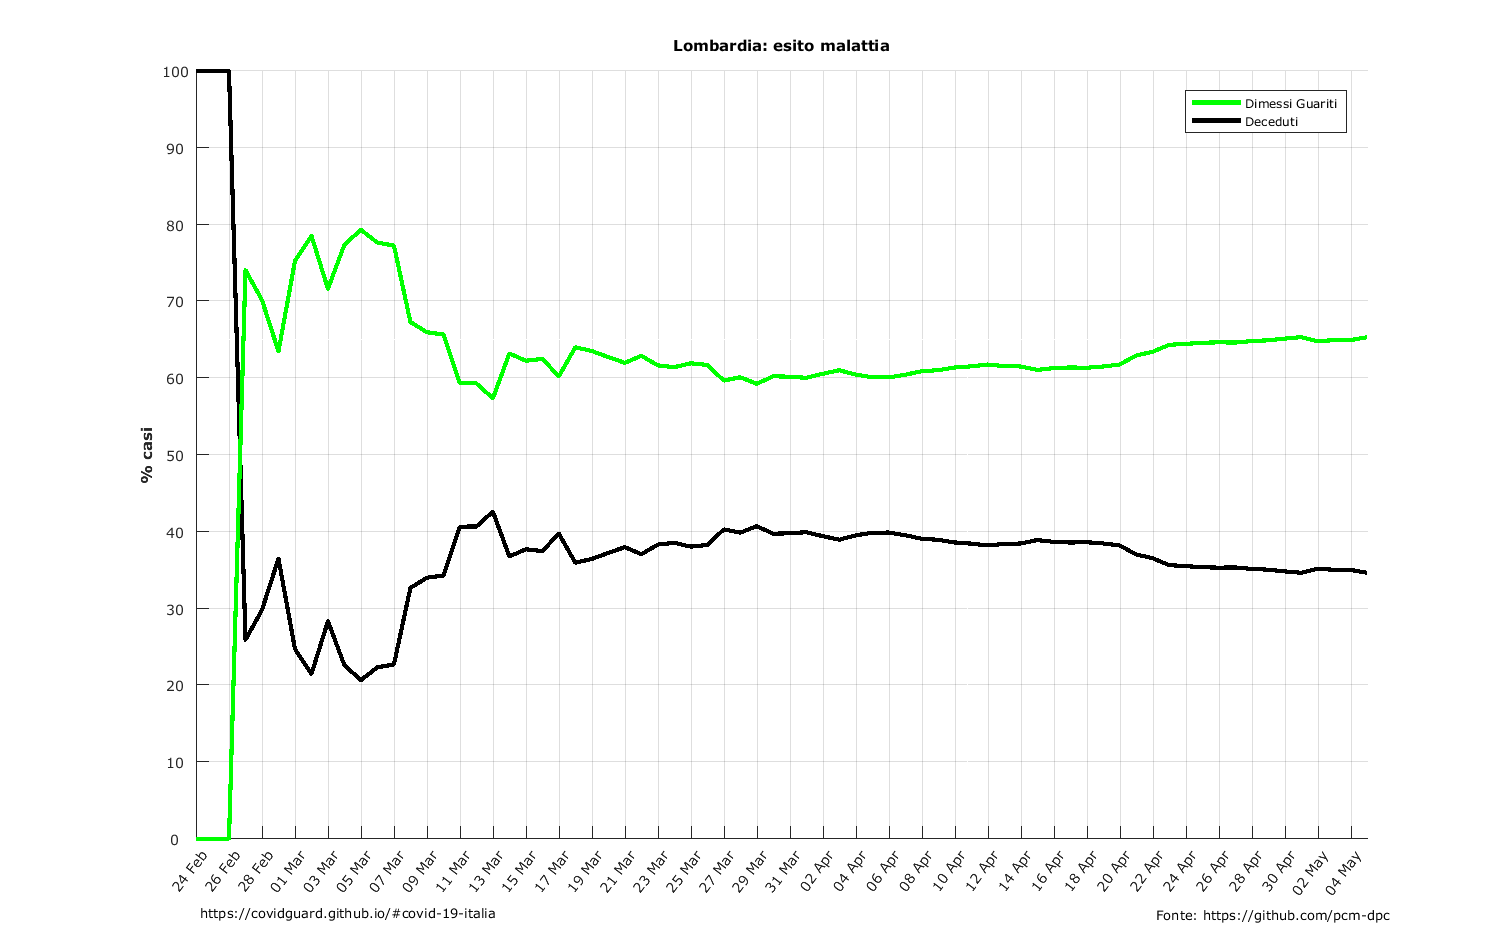 Lombardia: esito malattia
Dimessi Guariti
Deceduti
% casi
100
90
80
70
60
50
40
30
20
10
0
24 Feb
26 Feb
28 Feb
01 Mar
03 Mar
05 Mar
07 Mar
09 Mar
11 Mar
13 Mar
15 Mar
17 Mar
19 Mar
21 Mar
23 Mar
25 Mar
27 Mar
29 Mar
31 Mar
02 Apr
04 Apr
06 Apr
08 Apr
10 Apr
12 Apr
14 Apr
16 Apr
18 Apr
20 Apr
22 Apr
24 Apr
26 Apr
28 Apr
30 Apr
02 May
04 May
https://covidguard.github.io/#covid-19-italia
Fonte: https://github.com/pcm-dpc